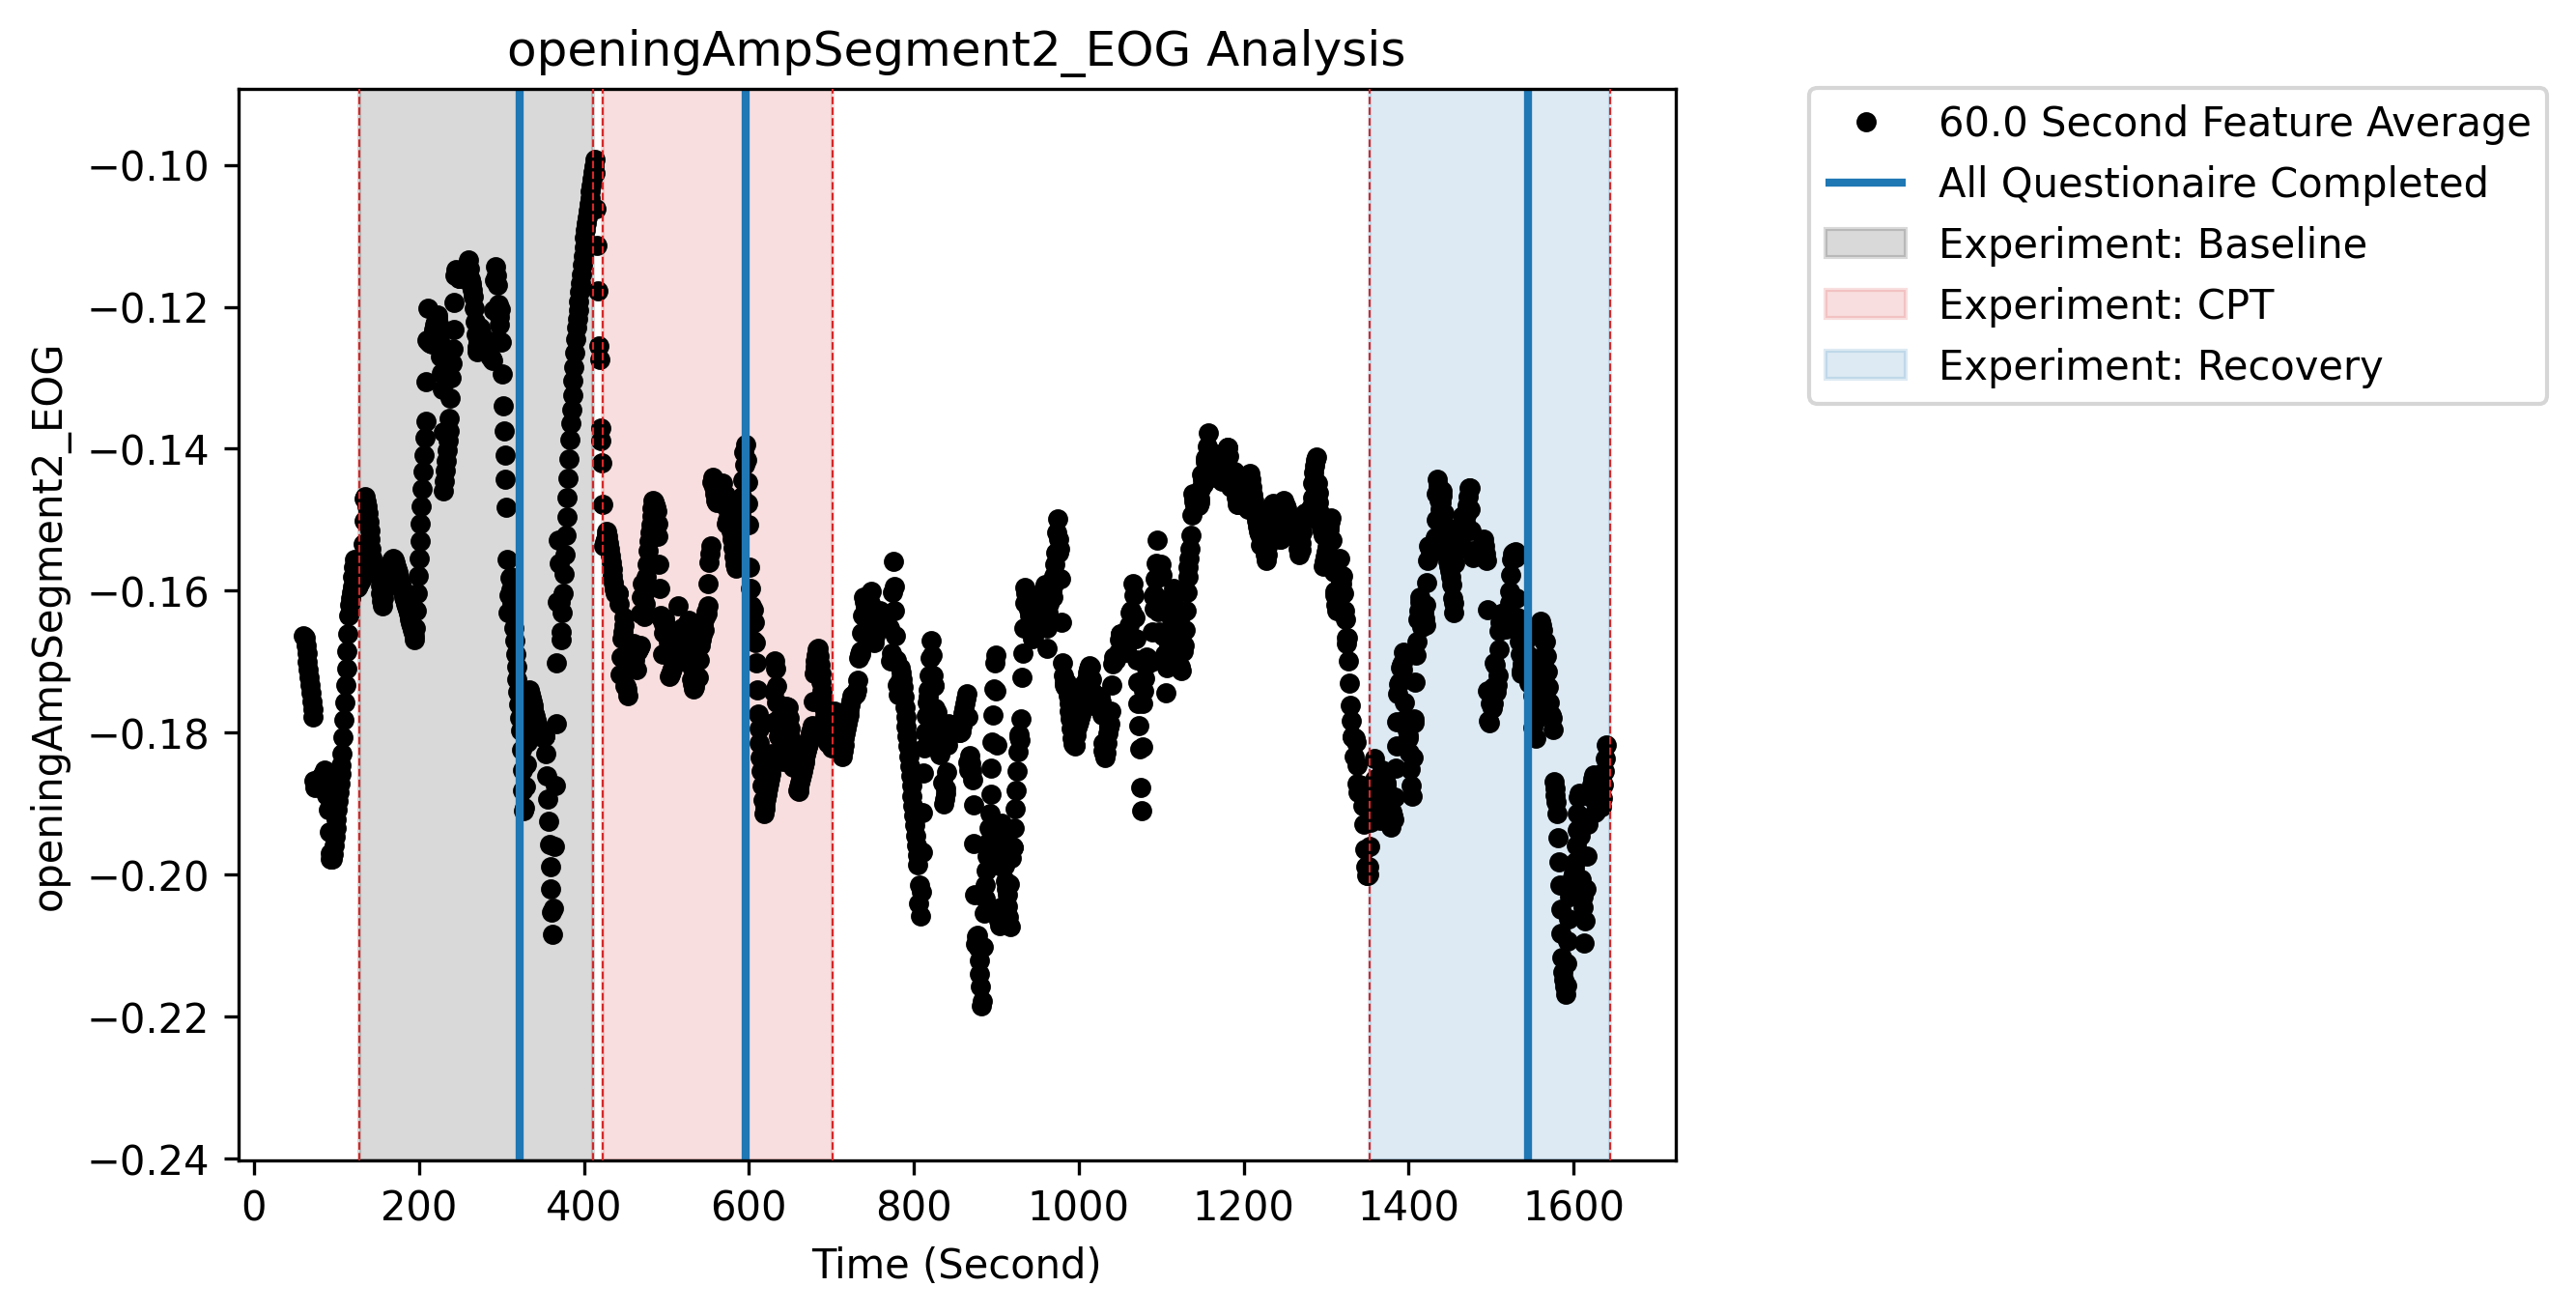 openingAmpSegment2_EOG Analysis
openingAmpSegment2_EOG
−0.10
−0.12
−0.14
−0.16
−0.18
−0.20
−0.22
−0.24
0 200 400 600 800 1000 1200 1400 1600
Time (Second)
60.0 Second Feature Average
All Questionaire Completed
Experiment: Baseline
Experiment: CPT
Experiment: Recovery